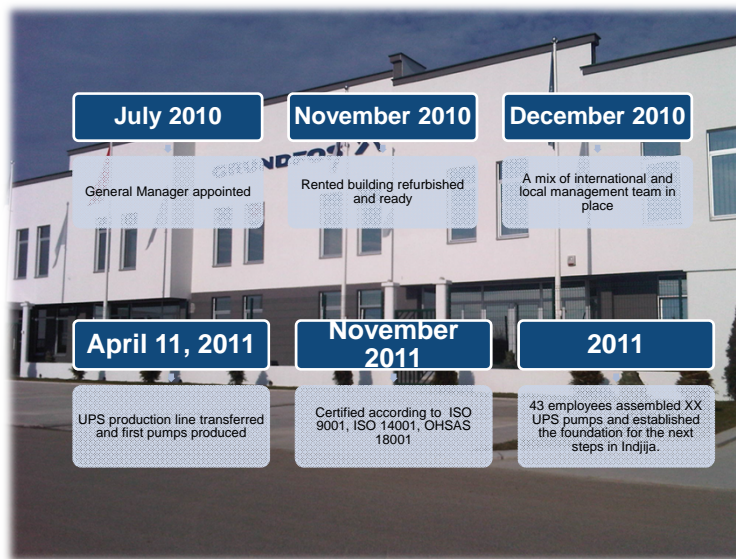 July 2010
General Manager appointed
November 2010
Rented building refurbished
and ready
December 2010
A mix of international and
local management team in
place
GRUNDFOS
April 11, 2011
UPS production line transferred
and first pumps produced
November
2011
Certified according to  ISO
9001, ISO 14001, OHSAS
18001
2011
43 employees assembled XX
UPS pumps and established
the foundation for the next
steps in Indjija.